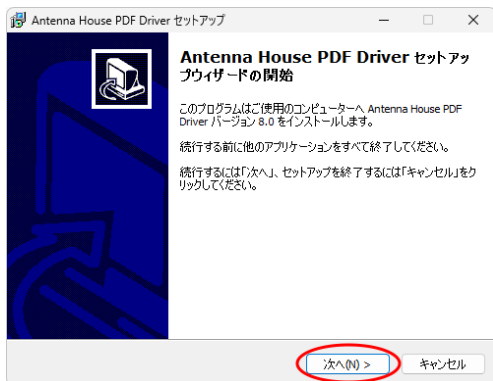 Antenna House PDF Driver セットアップ
Antenna House PDF Driver セットアッ
プウィザードの開始
このプログラムはご使用のコンピューターへ Antenna House PDF
Driver バージョン 8.0 をインストールします。
続行する前に他のアプリケーションをすべて終了してください。
続行するには「次へ」、セットアップを終了するには「キャンセル」をク
リックしてください。
次へ(N) >
キャンセル